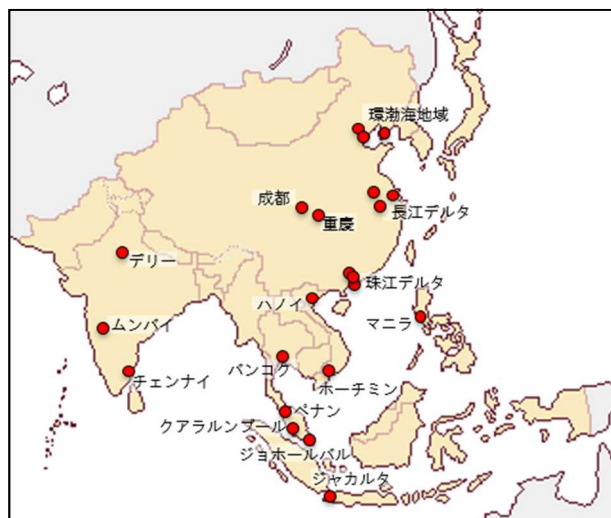 環渤海地域
成都
重慶
長江デルタ
デリー
珠江デルタ
ハノイ
マニラ
ムンバイ
バンコク
チェンナイ
ホーチミン
ペナン
クアラルンプール
ジョホールバル
ジャカルタ